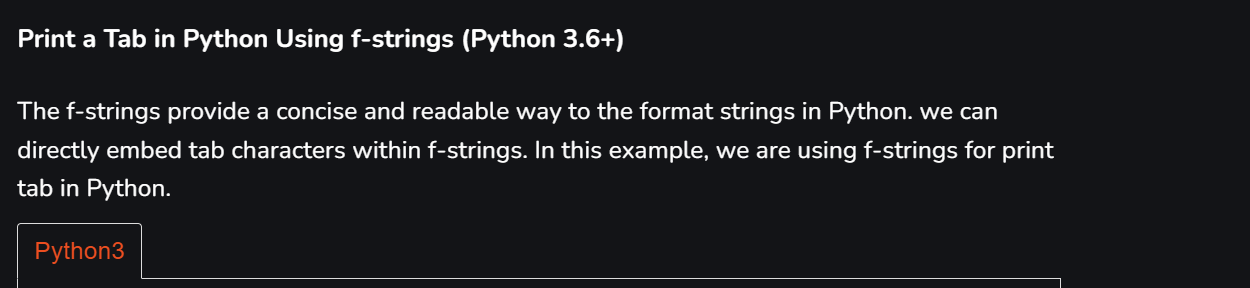 Print a Tab in Python Using f-strings (Python 3.6+)
The f-strings provide a concise and readable way to the format strings in Python. we can
directly embed tab characters within f-strings. In this example, we are using f-strings for print
tab in Python.
Python3